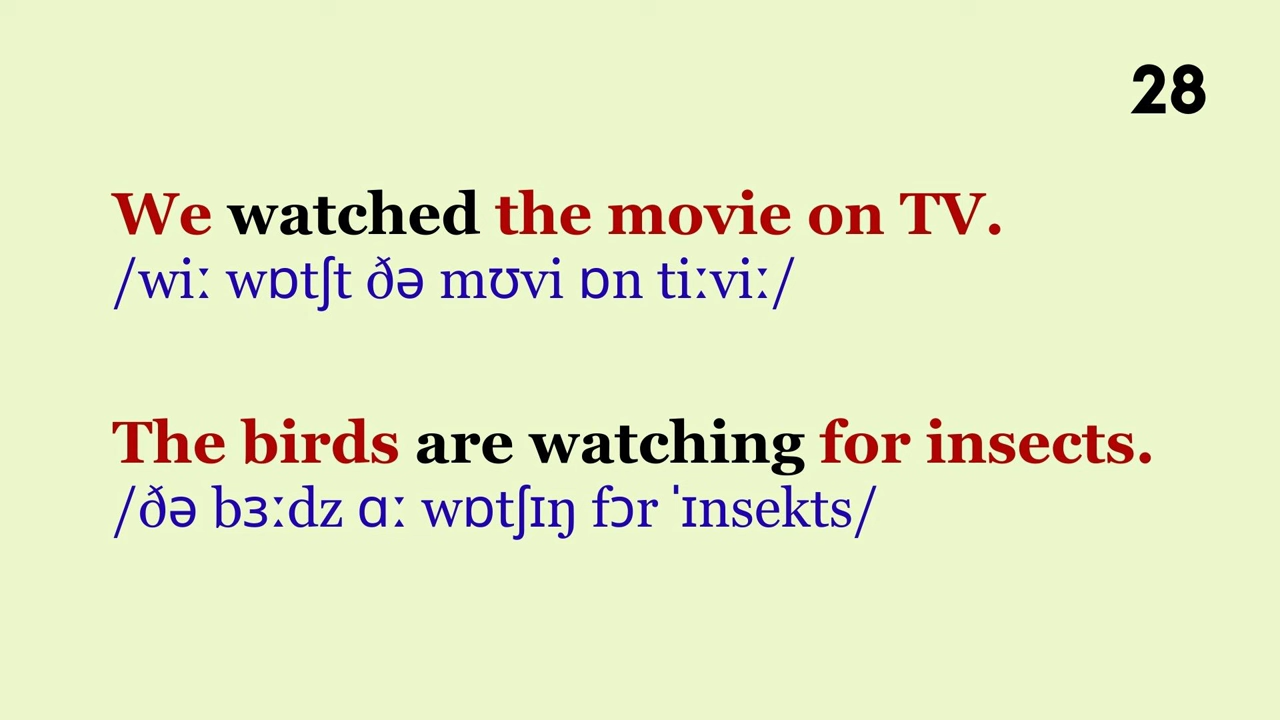 28
We watched the movie on TV.
/wiː wɒtʃt ðə mʊvi ɒn tiːviː/
The birds are watching for insects.
/ðə bɜːdz ɑː wɒtʃɪŋ fɔr ˈɪnsekts/